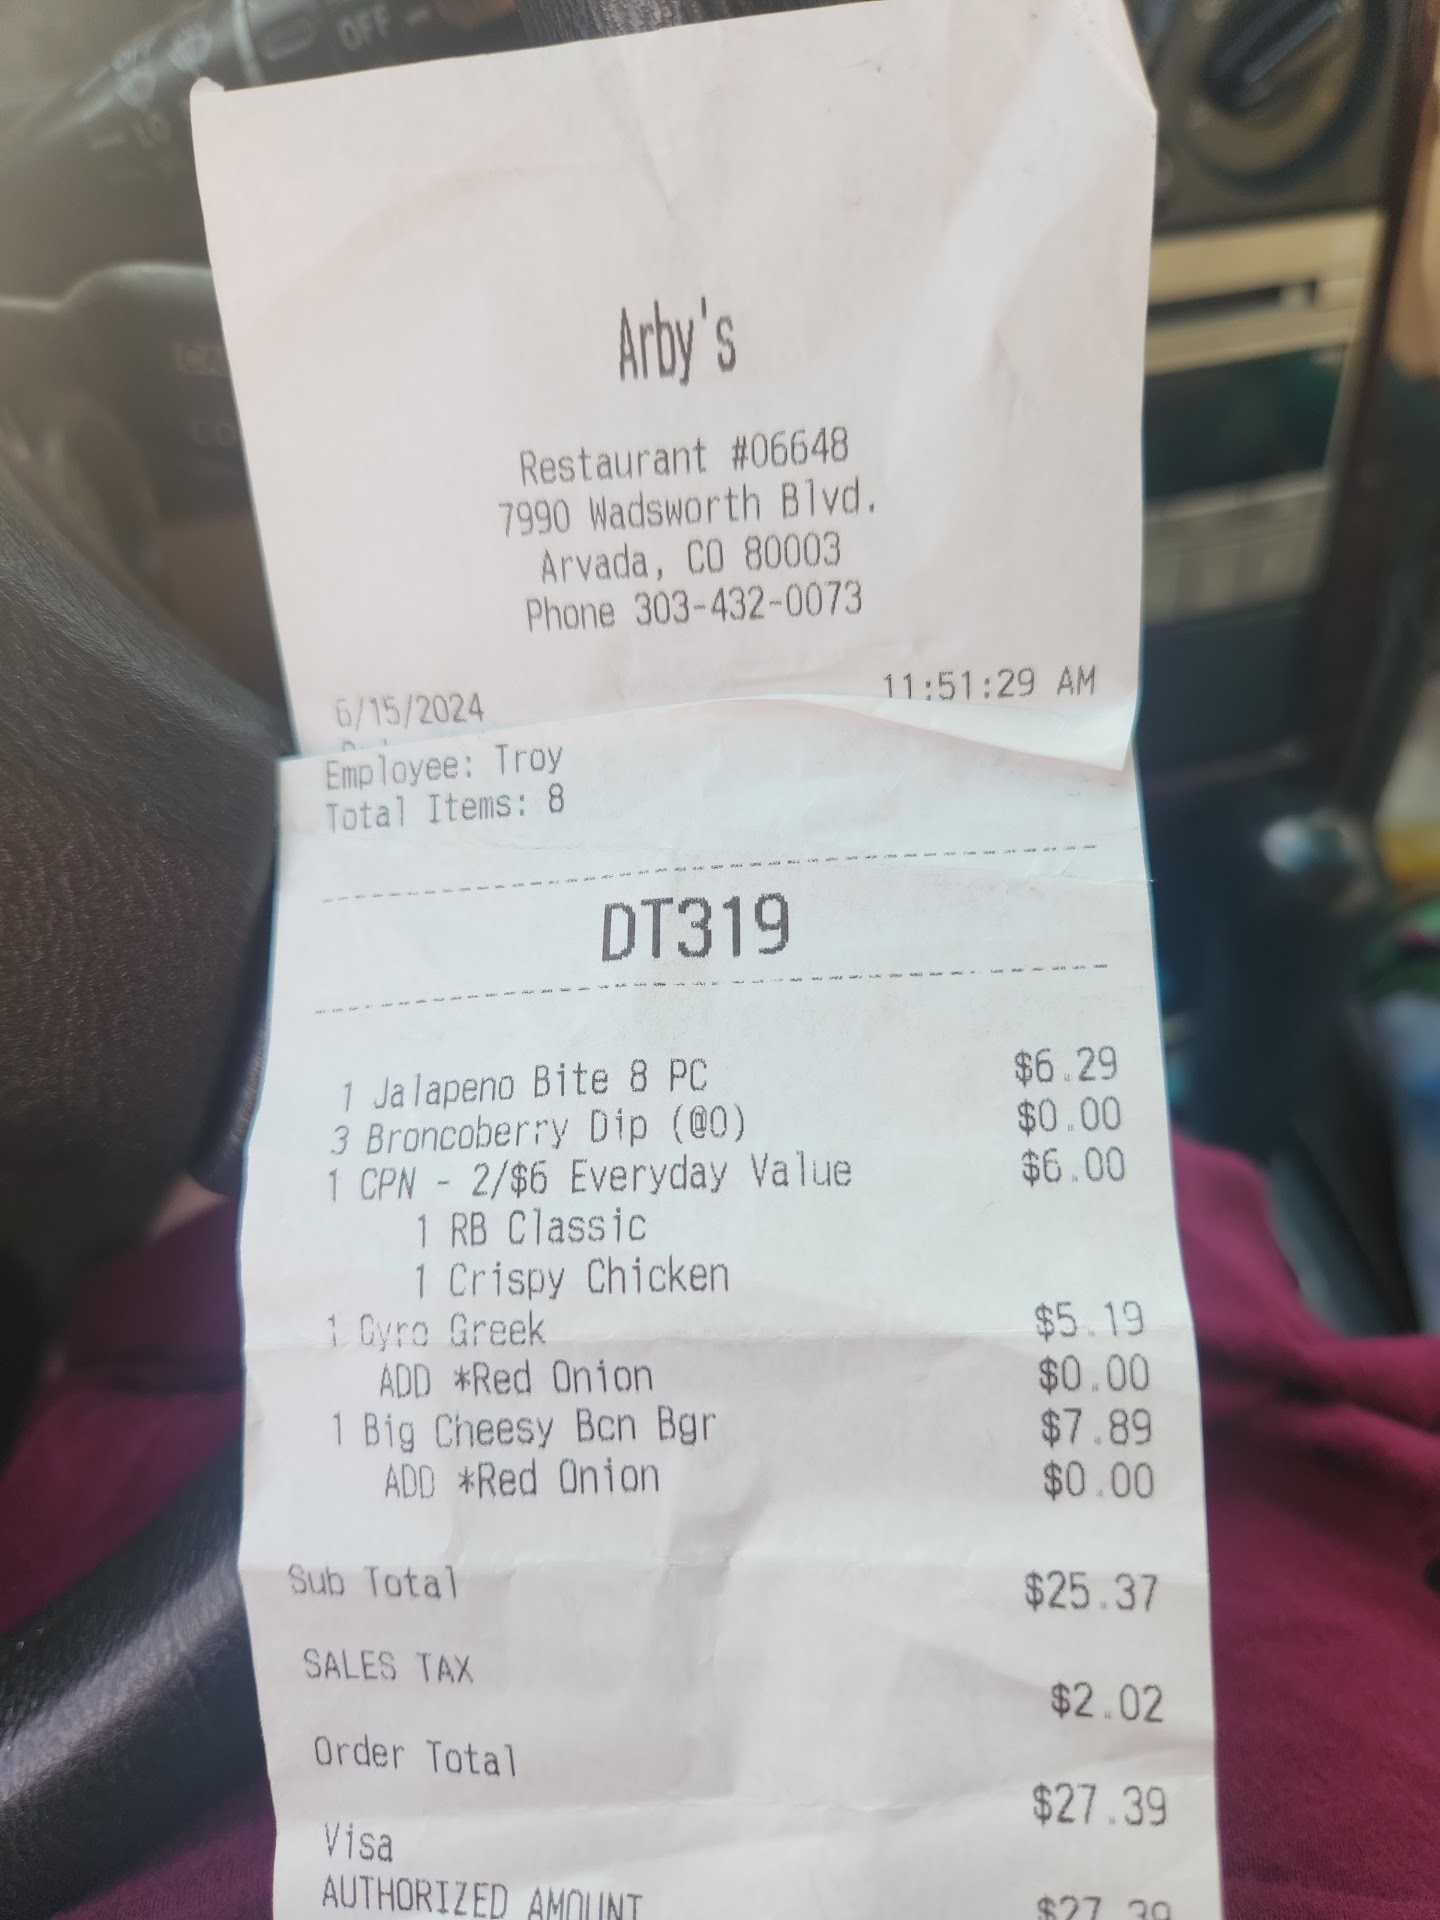 OFF
LO
Arby's
Restaurant #06648
7990 Wadsworth Blvd.
Arvada, CO 80003
Phone 303-432-0073
6/15/2024 11:51:29 AM
Employee: Troy
Total Items: 8
DT319
1 Jalapeno Bite 8 PC $6.29
3 Broncoberry Dip (@0) $0.00
1 CPN - 2/$6 Everyday Value $6.00
1 RB Classic
1 Crispy Chicken
1 Gyro Greek $5.19
ADD *Red Onion $0.00
1 Big Cheesy Bcn Bgr $7.89
ADD *Red Onion $0.00
Sub Total $25.37
SALES TAX $2.02
Order Total $27.39
Visa
AUTHORIZED AMOUNT $27.39